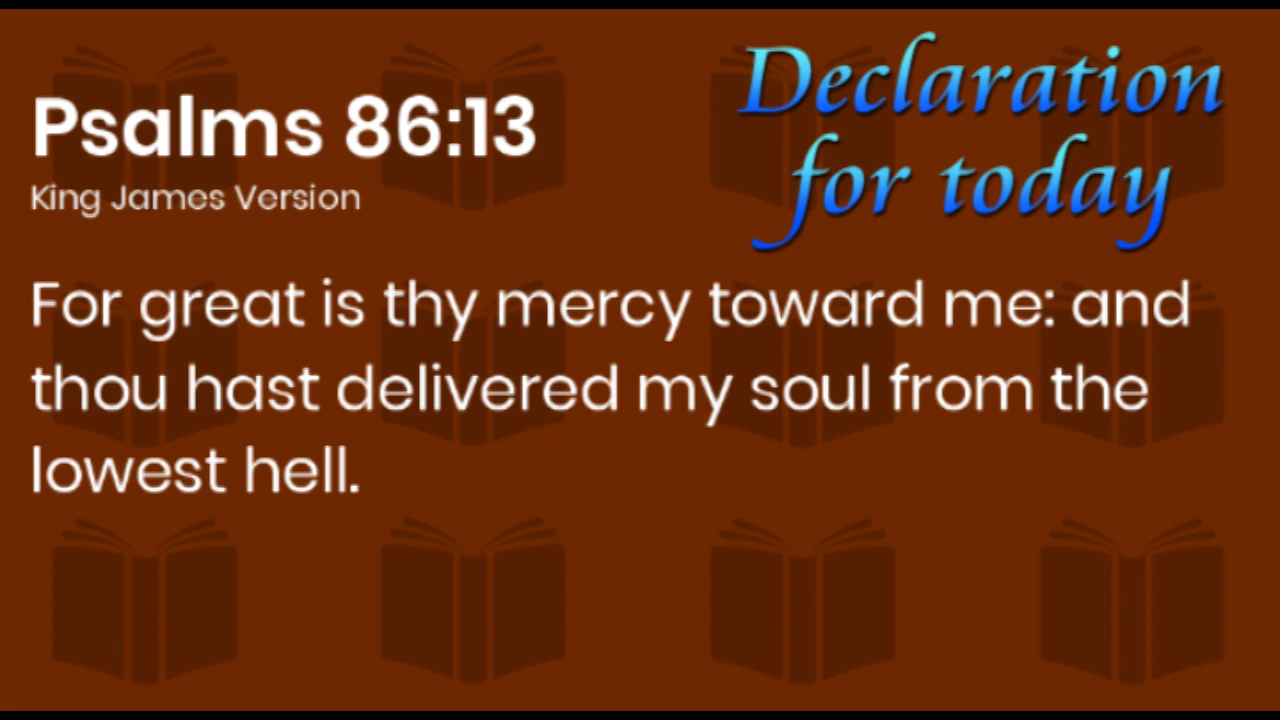 Psalms 86:13
King James Version
Declaration
for today
For great is thy mercy toward me: and
thou hast delivered my soul from the
lowest hell.